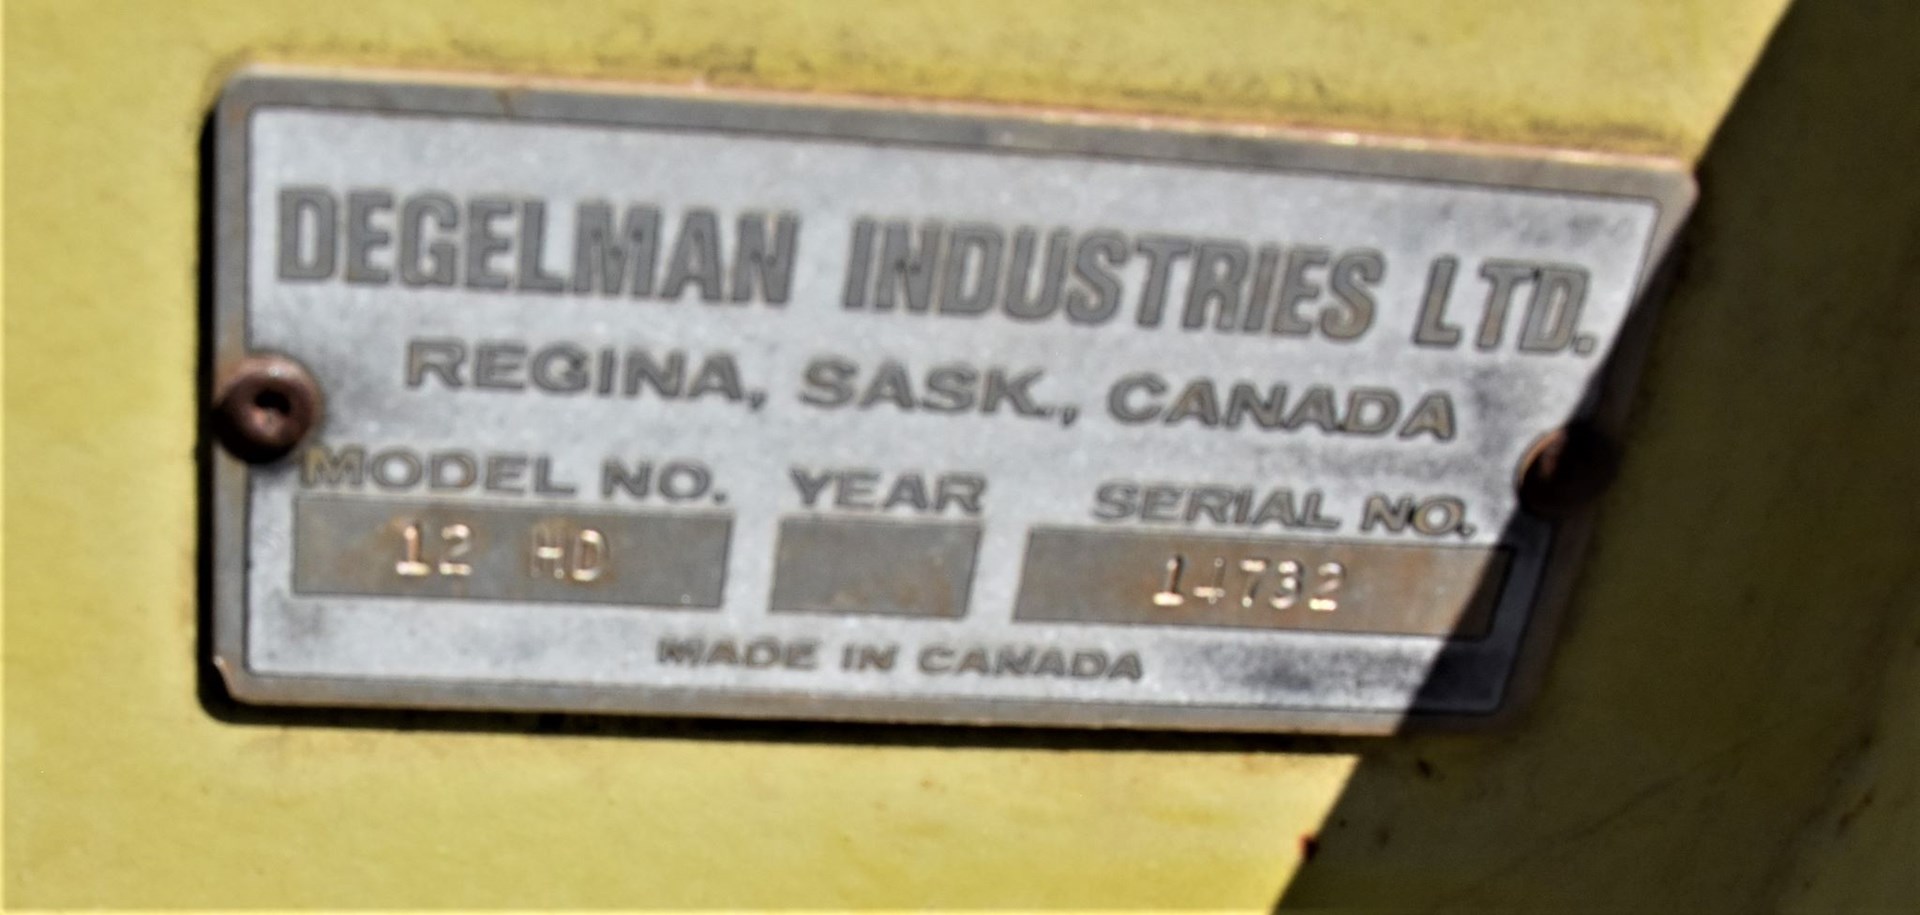 DEGELMAN INDUSTRIES LTD.
REGINA, SASK., CANADA
MODEL NO. YEAR SERIAL NO.
12 HD 14732
MADE IN CANADA